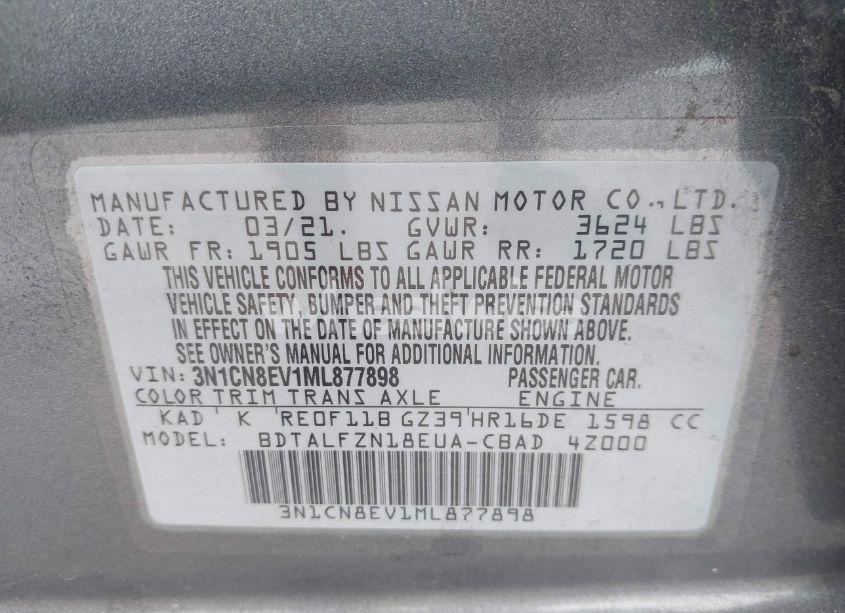 MANUFACTURED BY NISSAN MOTOR CO.,LTD.
DATE: 03/21. GVWR: 3624 LBS
GAWR FR: 1905 LBS GAWR RR: 1720 LBS
THIS VEHICLE CONFORMS TO ALL APPLICABLE FEDERAL MOTOR
VEHICLE SAFETY, BUMPER AND THEFT PREVENTION STANDARDS
IN EFFECT ON THE DATE OF MANUFACTURE SHOWN ABOVE.
SEE OWNER'S MANUAL FOR ADDITIONAL INFORMATION.
VIN: 3N1CN8EV1ML877898 PASSENGER CAR.
COLOR TRIM TRANS AXLE ENGINE
KAD K RE0F11B GZ39 HR16DE 1598 CC
MODEL: BDTALFZN18EUA-CBAD 4Z000
3N1CN8EV1ML877898